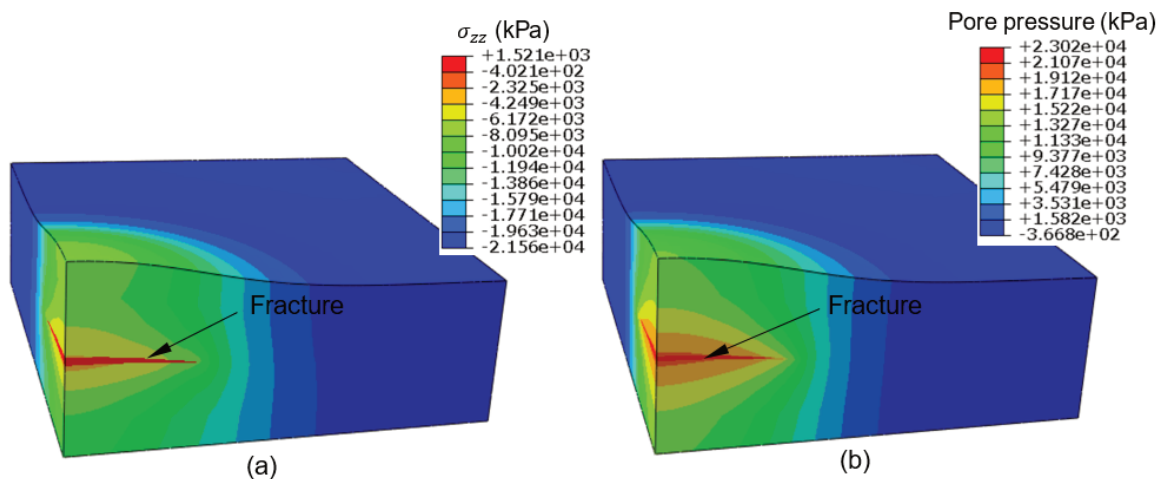 σzz (kPa)
+1.521e+03
-4.021e+02
-2.325e+03
-4.249e+03
-6.172e+03
-8.095e+03
-1.002e+04
-1.194e+04
-1.386e+04
-1.579e+04
-1.771e+04
-1.963e+04
-2.156e+04
Fracture
(a)
Pore pressure (kPa)
+2.302e+04
+2.107e+04
+1.912e+04
+1.717e+04
+1.522e+04
+1.327e+04
+1.133e+04
+9.377e+03
+7.428e+03
+5.479e+03
+3.531e+03
+1.582e+03
-3.668e+02
Fracture
(b)